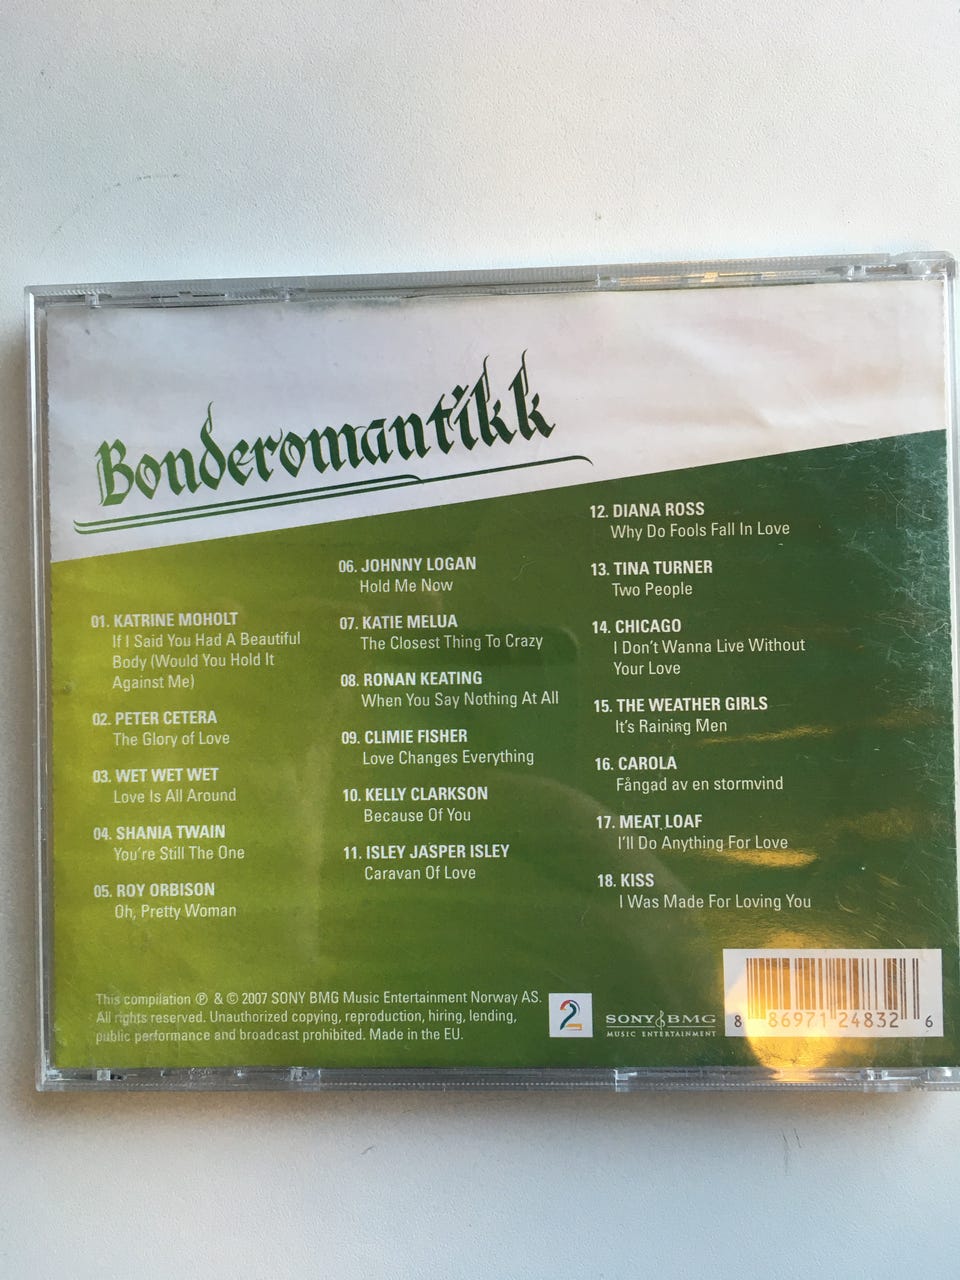 Bonderomantikk
01. KATRINE MOHOLT
If I Said You Had A Beautiful
Body (Would You Hold It
Against Me)
02. PETER CETERA
The Glory of Love
03. WET WET WET
Love Is All Around
04. SHANIA TWAIN
You're Still The One
05. ROY ORBISON
Oh, Pretty Woman
06. JOHNNY LOGAN
Hold Me Now
07. KATIE MELUA
The Closest Thing To Crazy
08. RONAN KEATING
When You Say Nothing At All
09. CLIMIE FISHER
Love Changes Everything
10. KELLY CLARKSON
Because Of You
11. ISLEY JASPER ISLEY
Caravan Of Love
12. DIANA ROSS
Why Do Fools Fall In Love
13. TINA TURNER
Two People
14. CHICAGO
I Don't Wanna Live Without
Your Love
15. THE WEATHER GIRLS
It's Raining Men
16. CAROLA
Fångad av en stormvind
17. MEAT LOAF
I'll Do Anything For Love
18. KISS
I Was Made For Loving You
This compilation ℗ & © 2007 SONY BMG Music Entertainment Norway AS.
All rights reserved. Unauthorized copying, reproduction, hiring, lending,
public performance and broadcast prohibited. Made in the EU.
2
SONY BMG
MUSIC ENTERTAINMENT
8 86971 24832 6